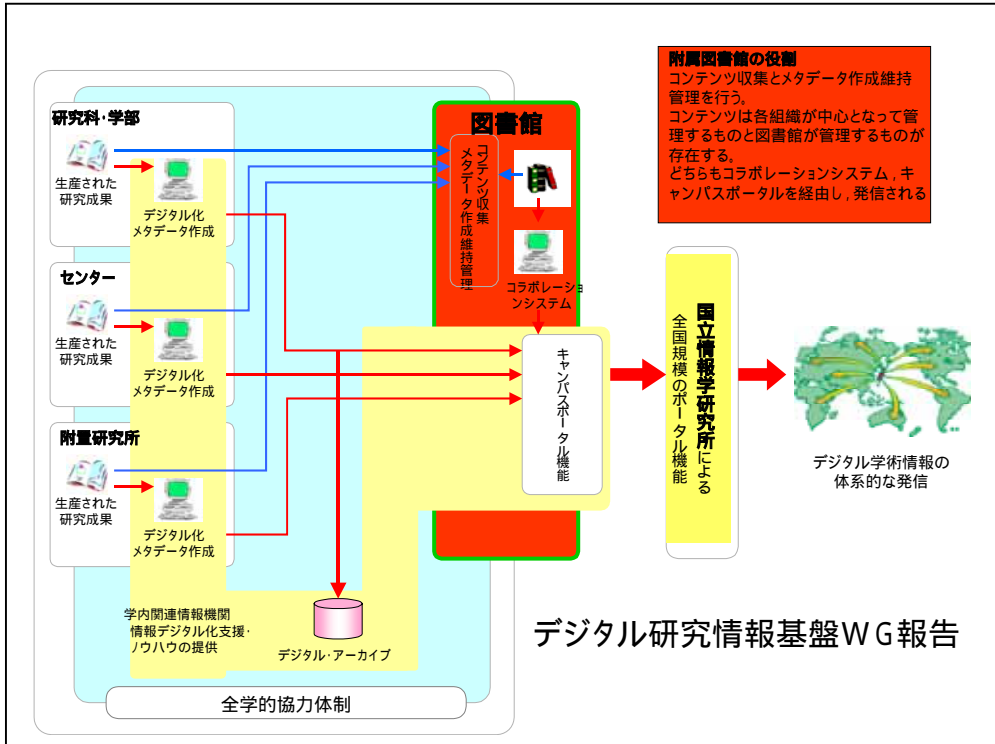 附属図書館の役割
コンテンツ収集とメタデータ作成維持
管理を行う。
コンテンツは各組織が中心となって管
理するものと図書館が管理するものが
存在する。
どちらもコラボレーションシステム，キ
ャンパスポータルを経由し，発信される
研究科・学部
生産された
研究成果
デジタル化
メタデータ作成
センター
生産された
研究成果
デジタル化
メタデータ作成
附置研究所
生産された
研究成果
デジタル化
メタデータ作成
学内関連情報機関
情報デジタル化支援・
ノウハウの提供
デジタル・アーカイブ
全学的協力体制
図書館
コンテンツ収集
メタデータ作成維持管理
コラボレーショ
ンシステム
キャンパスポータル機能
国立情報学研究所による
全国規模のポータル機能
デジタル学術情報の
体系的な発信
デジタル研究情報基盤ＷＧ報告